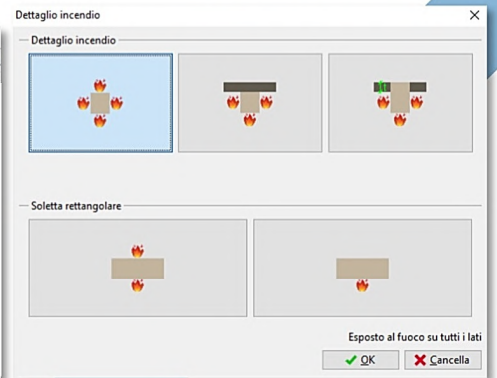 Dettaglio incendio
Dettaglio incendio
Soletta rettangolare
Esposto al fuoco su tutti i lati
OK
Cancella